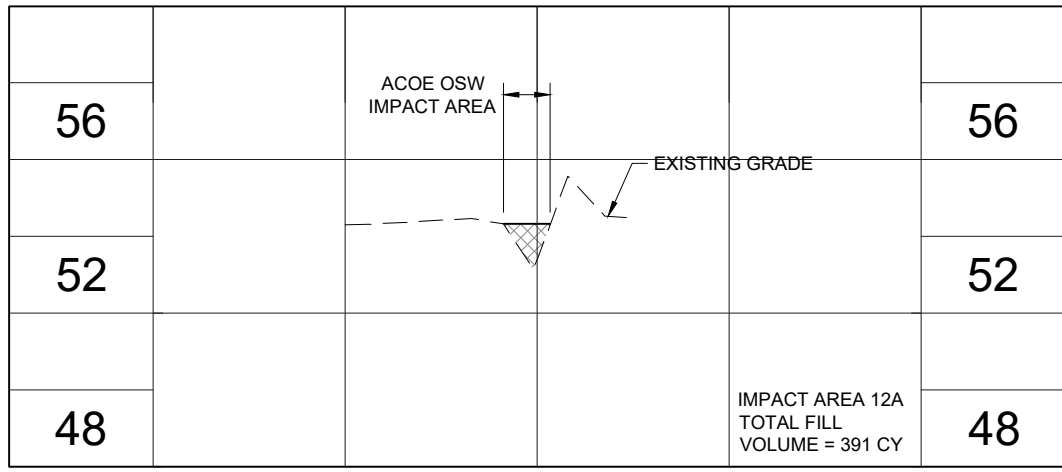 ACOE OSW
IMPACT AREA
56
56
EXISTING GRADE
52
52
IMPACT AREA 12A
TOTAL FILL
VOLUME = 391 CY
48
48